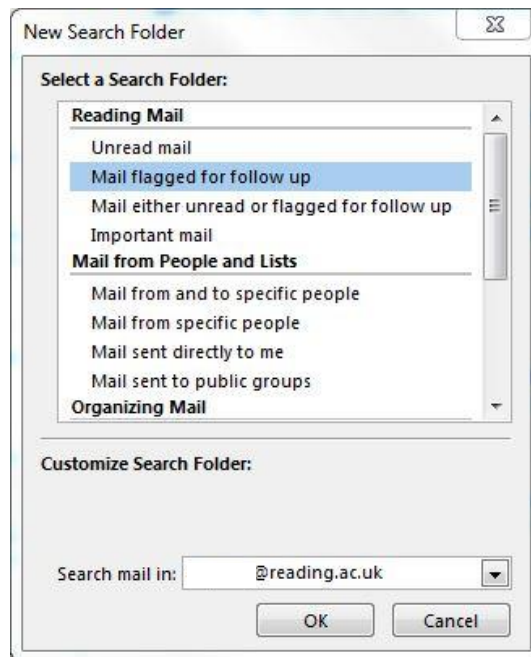 New Search Folder
Select a Search Folder:
Reading Mail
Unread mail
Mail flagged for follow up
Mail either unread or flagged for follow up
Important mail
Mail from People and Lists
Mail from and to specific people
Mail from specific people
Mail sent directly to me
Mail sent to public groups
Organizing Mail
Customize Search Folder:
Search mail in: @reading.ac.uk
OK Cancel